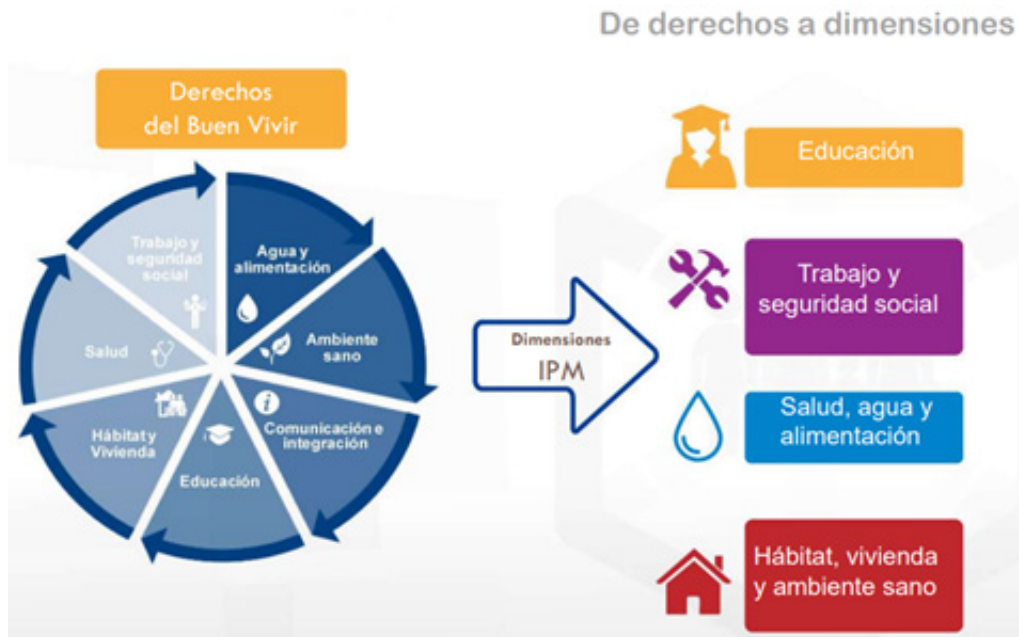 De derechos a dimensiones
Derechos
del Buen Vivir
Trabajo y
seguridad
social
Agua y
alimentación
Ambiente
sano
Comunicación e
integración
Educación
Hábitat y
Vivienda
Salud
Dimensiones
IPM
Educación
Trabajo y
seguridad social
Salud, agua y
alimentación
Hábitat, vivienda
y ambiente sano